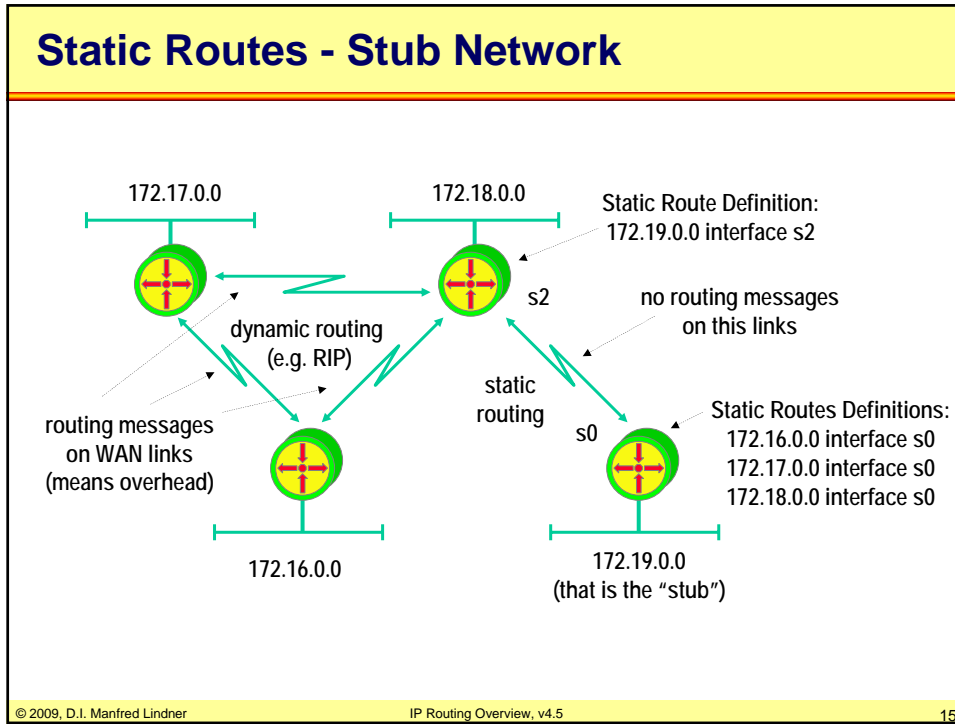 Static Routes - Stub Network
172.17.0.0
172.18.0.0
Static Route Definition:
172.19.0.0 interface s2
s2
no routing messages
on this links
dynamic routing
(e.g. RIP)
static
routing
s0
routing messages
on WAN links
(means overhead)
Static Routes Definitions:
172.16.0.0 interface s0
172.17.0.0 interface s0
172.18.0.0 interface s0
172.16.0.0
172.19.0.0
(that is the “stub”)
© 2009, D.I. Manfred Lindner
IP Routing Overview, v4.5
15